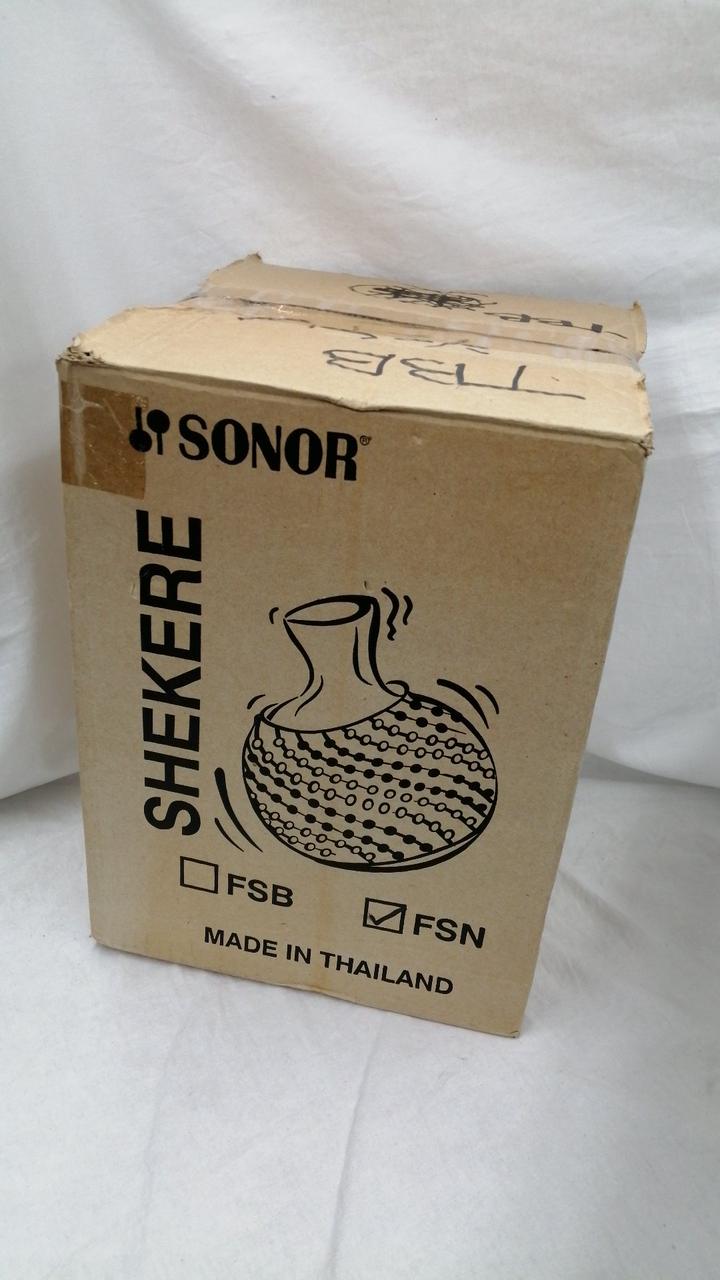 TBB
SONOR®
SHEKERE
FSB
FSN
MADE IN THAILAND